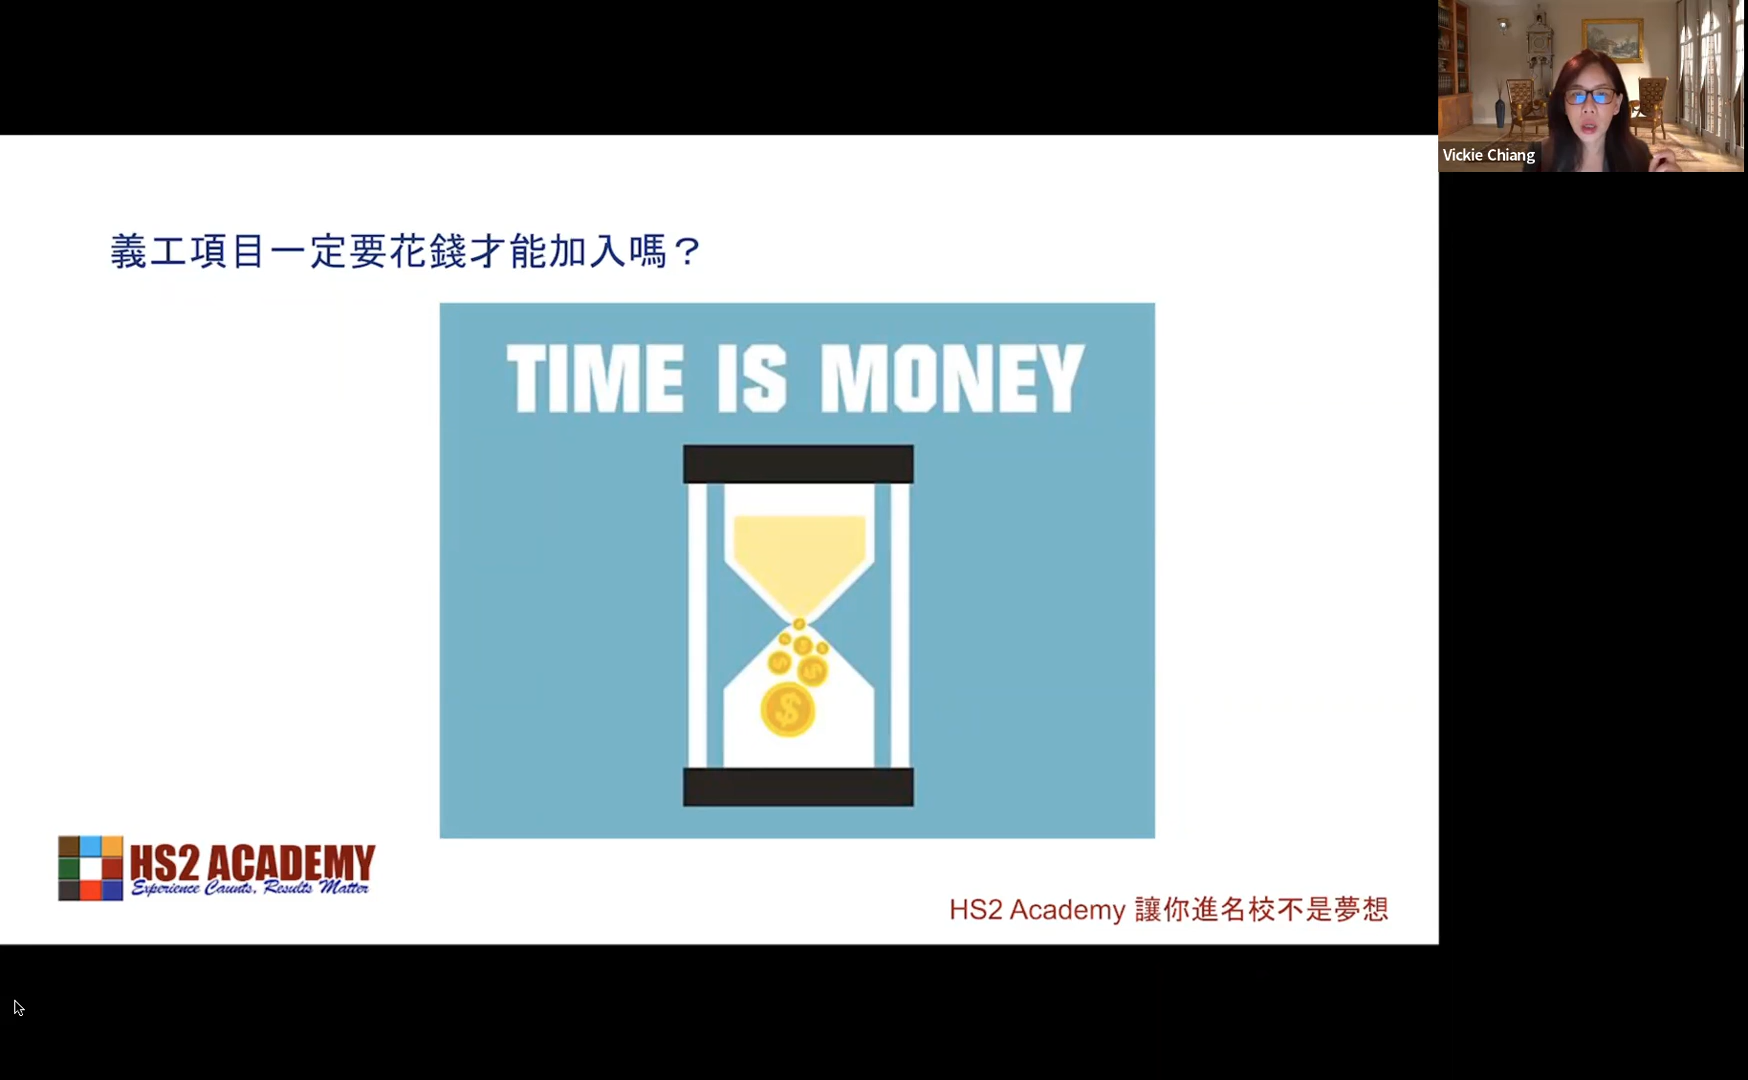 Vickie Chiang
義工項目一定要花錢才能加入嗎？
TIME IS MONEY
$
HS2 ACADEMY
Experience Counts, Results Matter
HS2 Academy 讓你進名校不是夢想